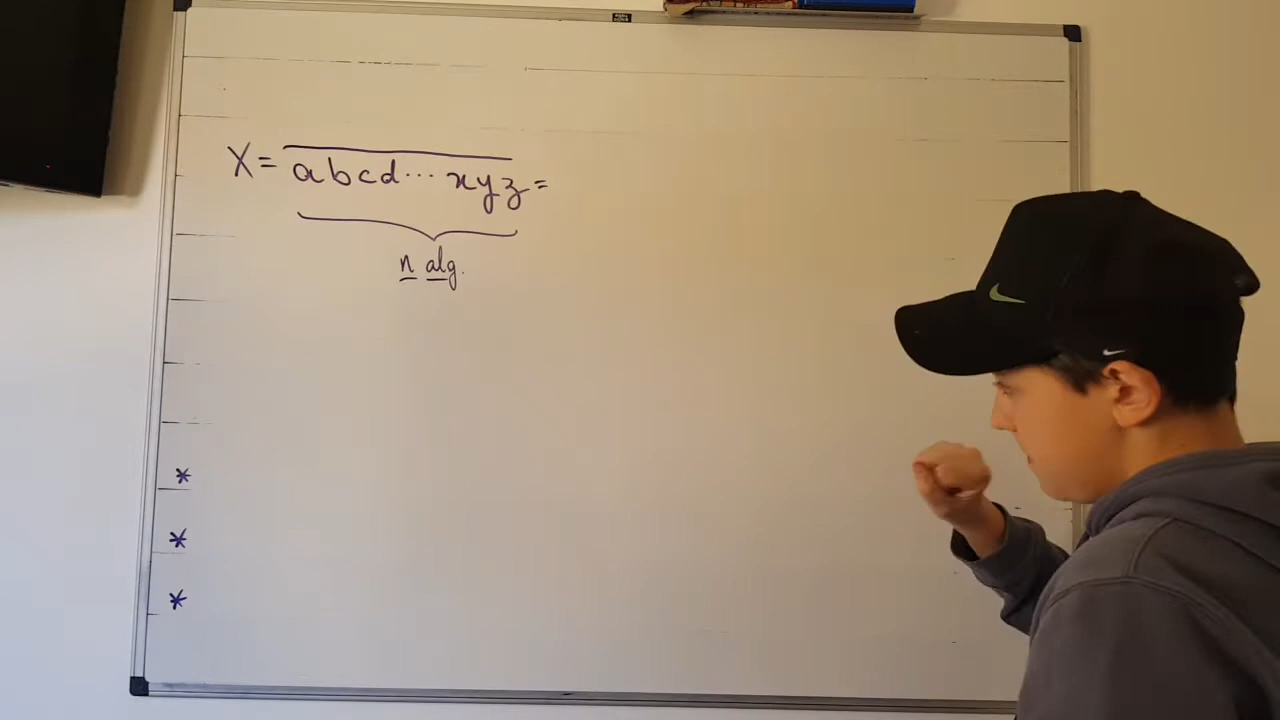 X = abcd... xyz =
n alg.
*
*
*